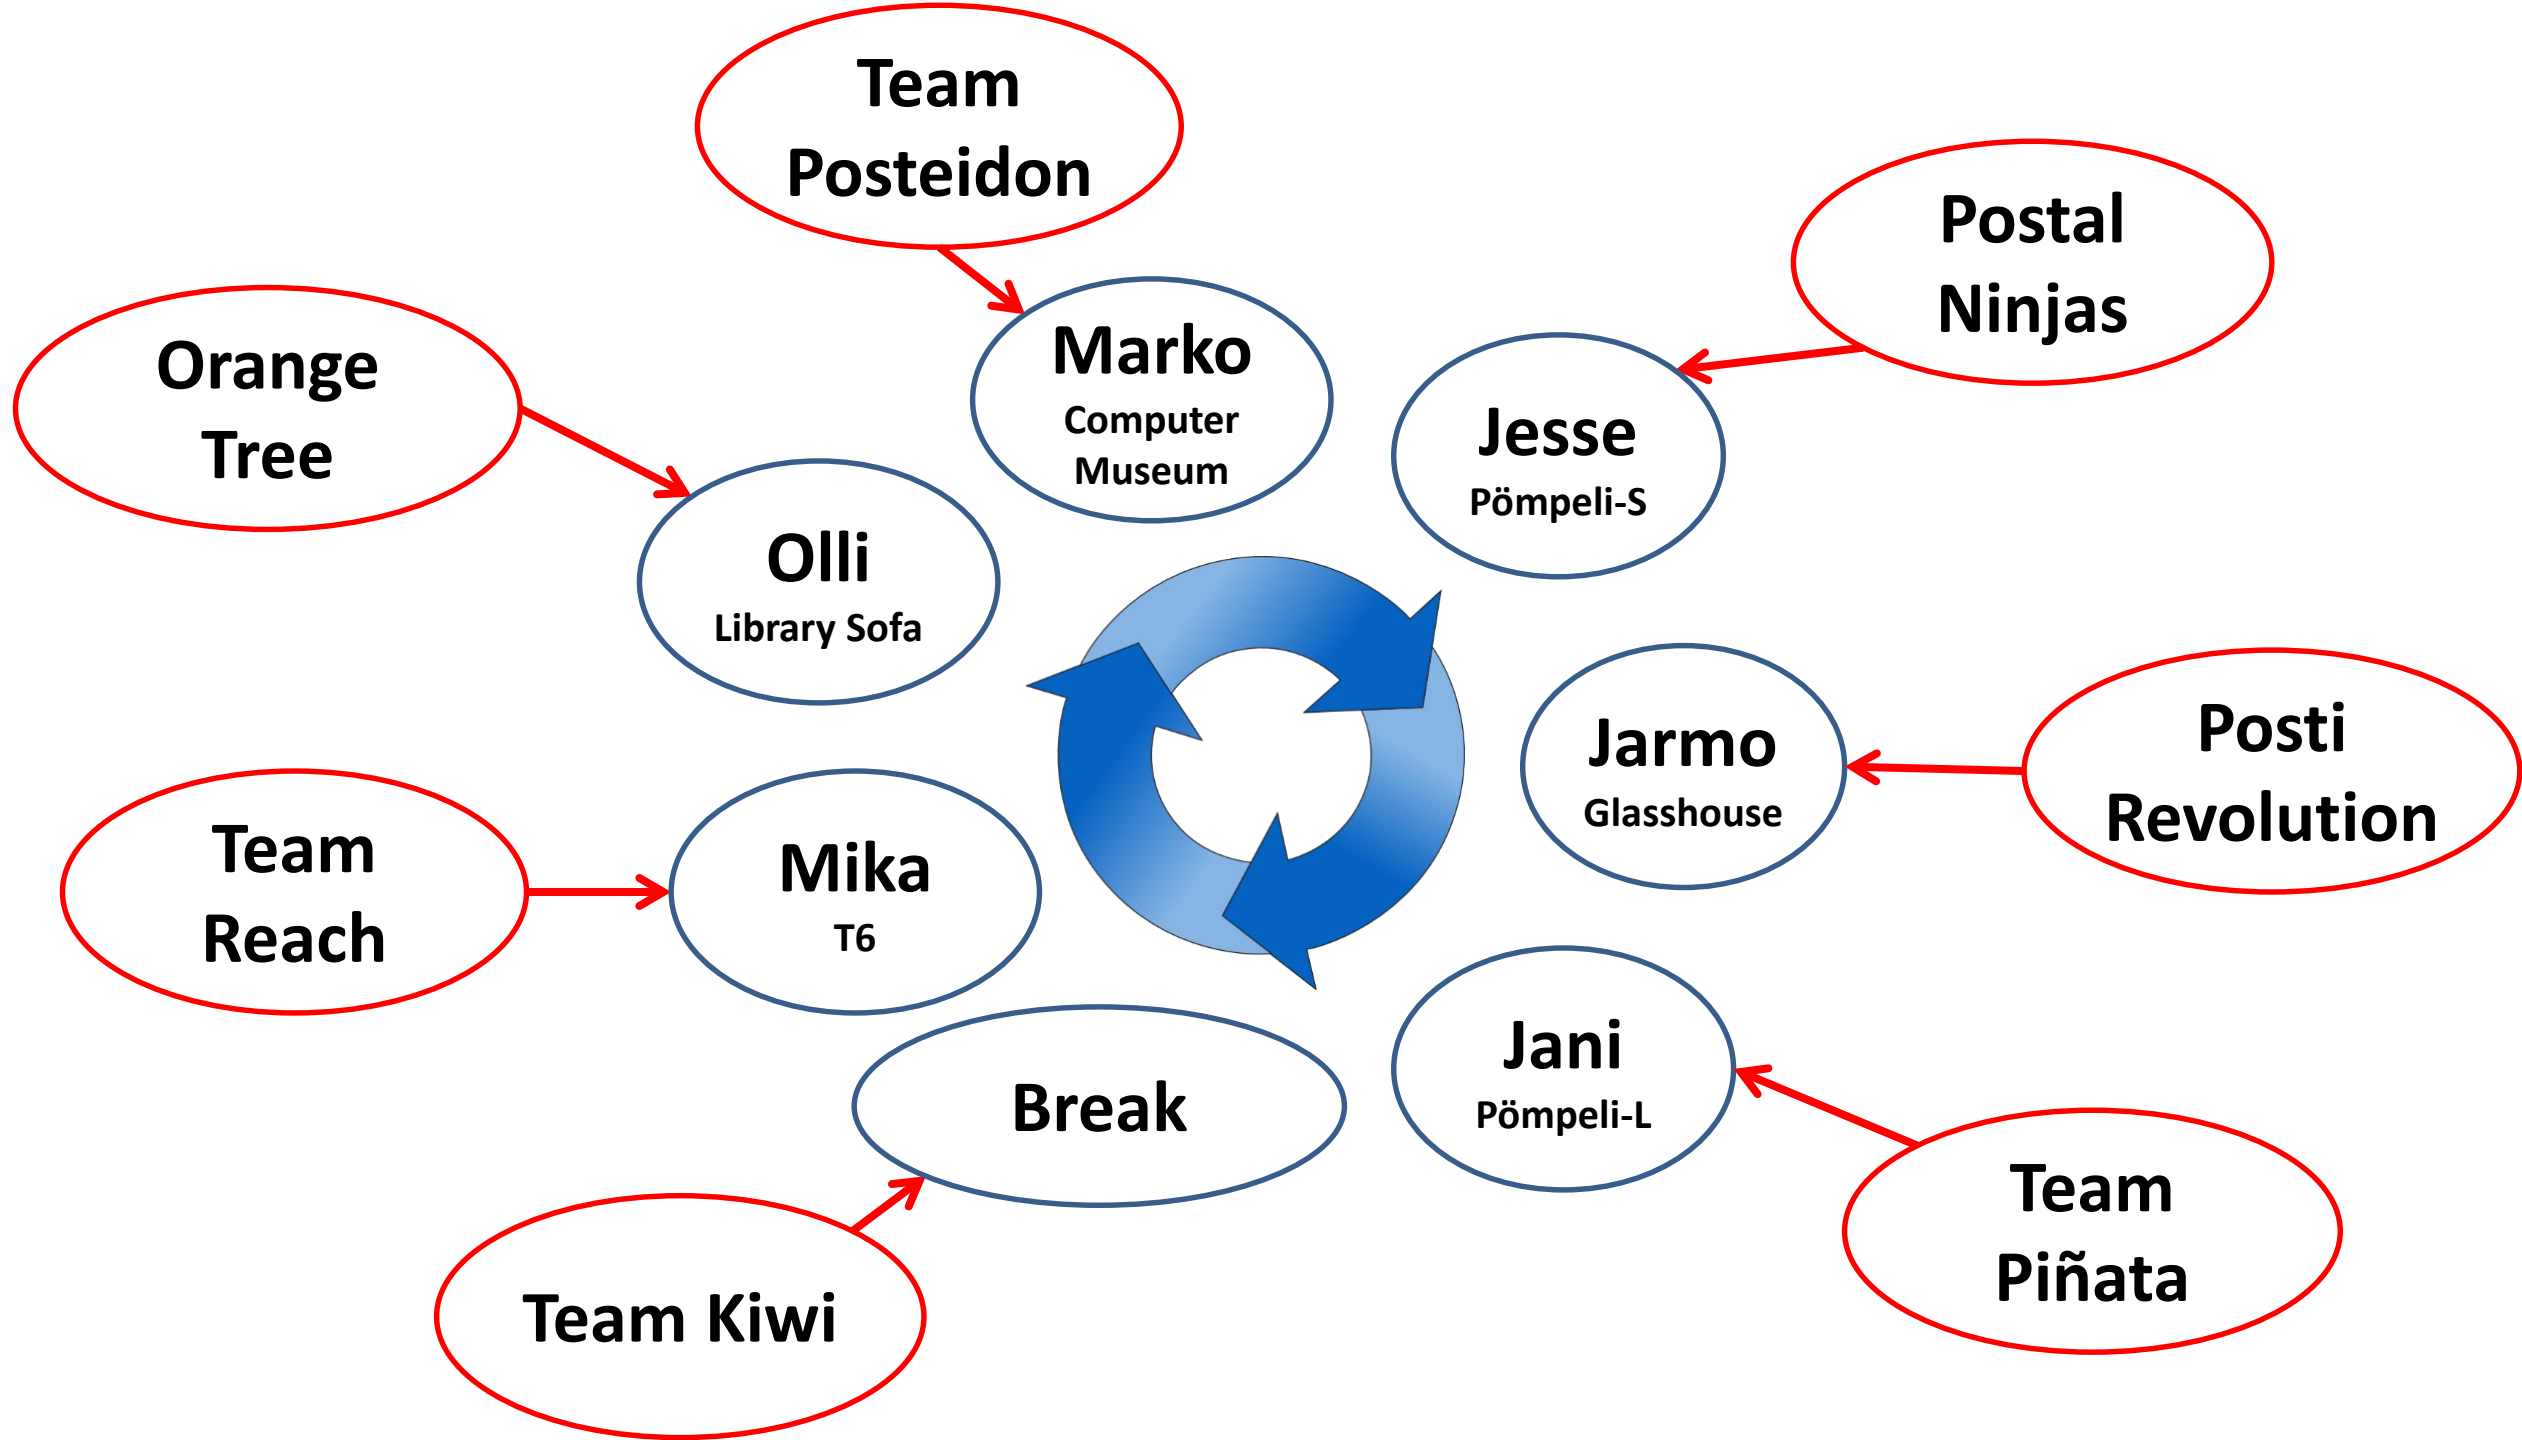 Team
Posteidon
Postal
Ninjas
Orange
Tree
Marko
Computer
Museum
Jesse
Pömpeli-S
Olli
Library Sofa
Jarmo
Glasshouse
Posti
Revolution
Team
Reach
Mika
T6
Break
Jani
Pömpeli-L
Team
Piñata
Team Kiwi